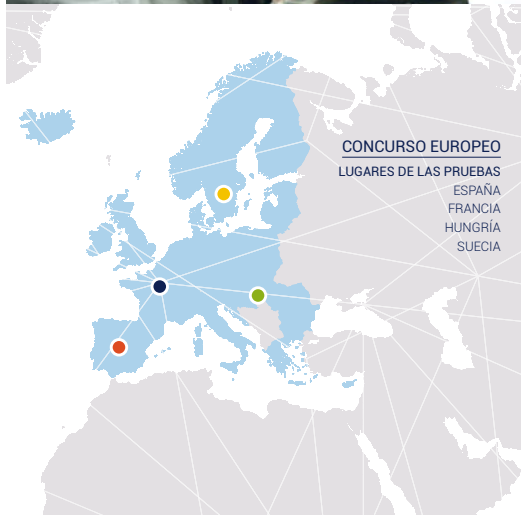 CONCURSO EUROPEO
LUGARES DE LAS PRUEBAS
ESPAÑA
FRANCIA
HUNGRÍA
SUECIA